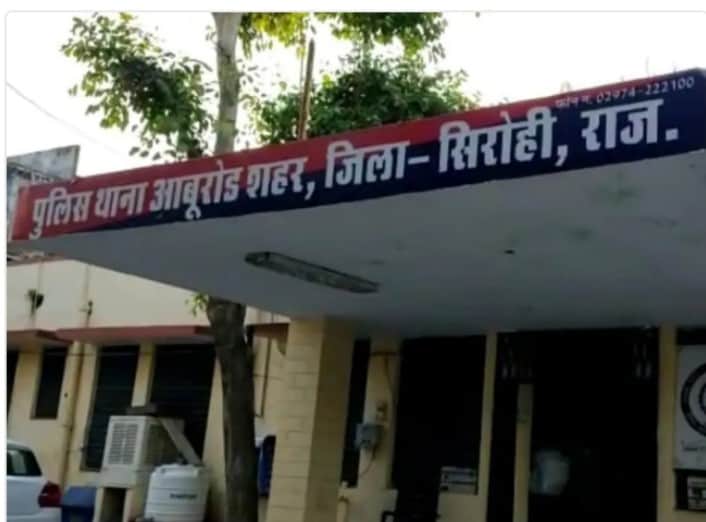 फोन न. 02974-222100
पुलिस थाना आबूरोड शहर, जिला- सिरोही, राज.